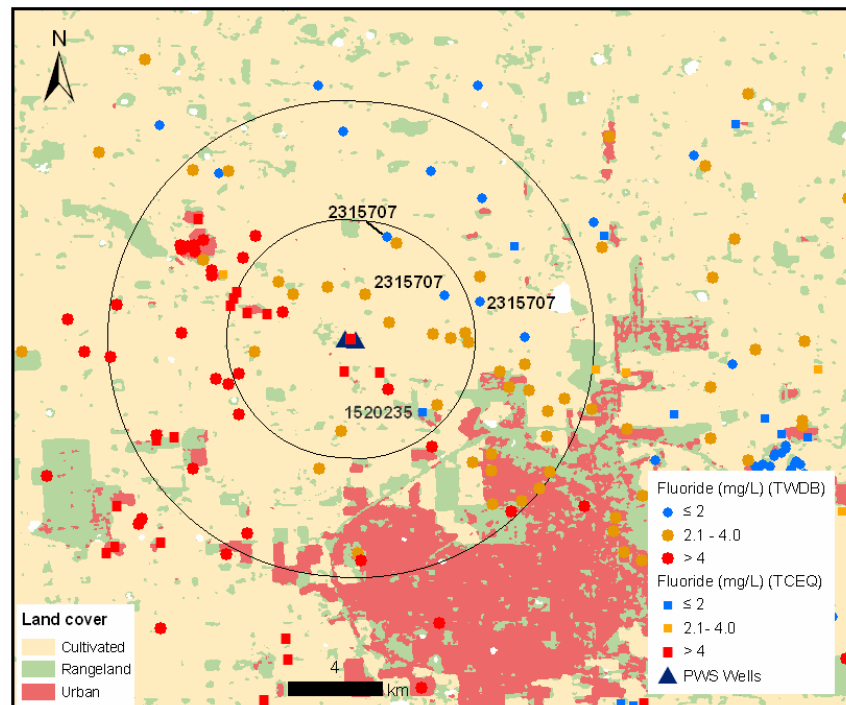 N
2315707
2315707
2315707
1520235
Fluoride (mg/L) (TWDB)
≤ 2
2.1 - 4.0
> 4
Fluoride (mg/L) (TCEQ)
≤ 2
2.1 - 4.0
> 4
PWS Wells
Land cover
Cultivated
Rangeland
Urban
4
km